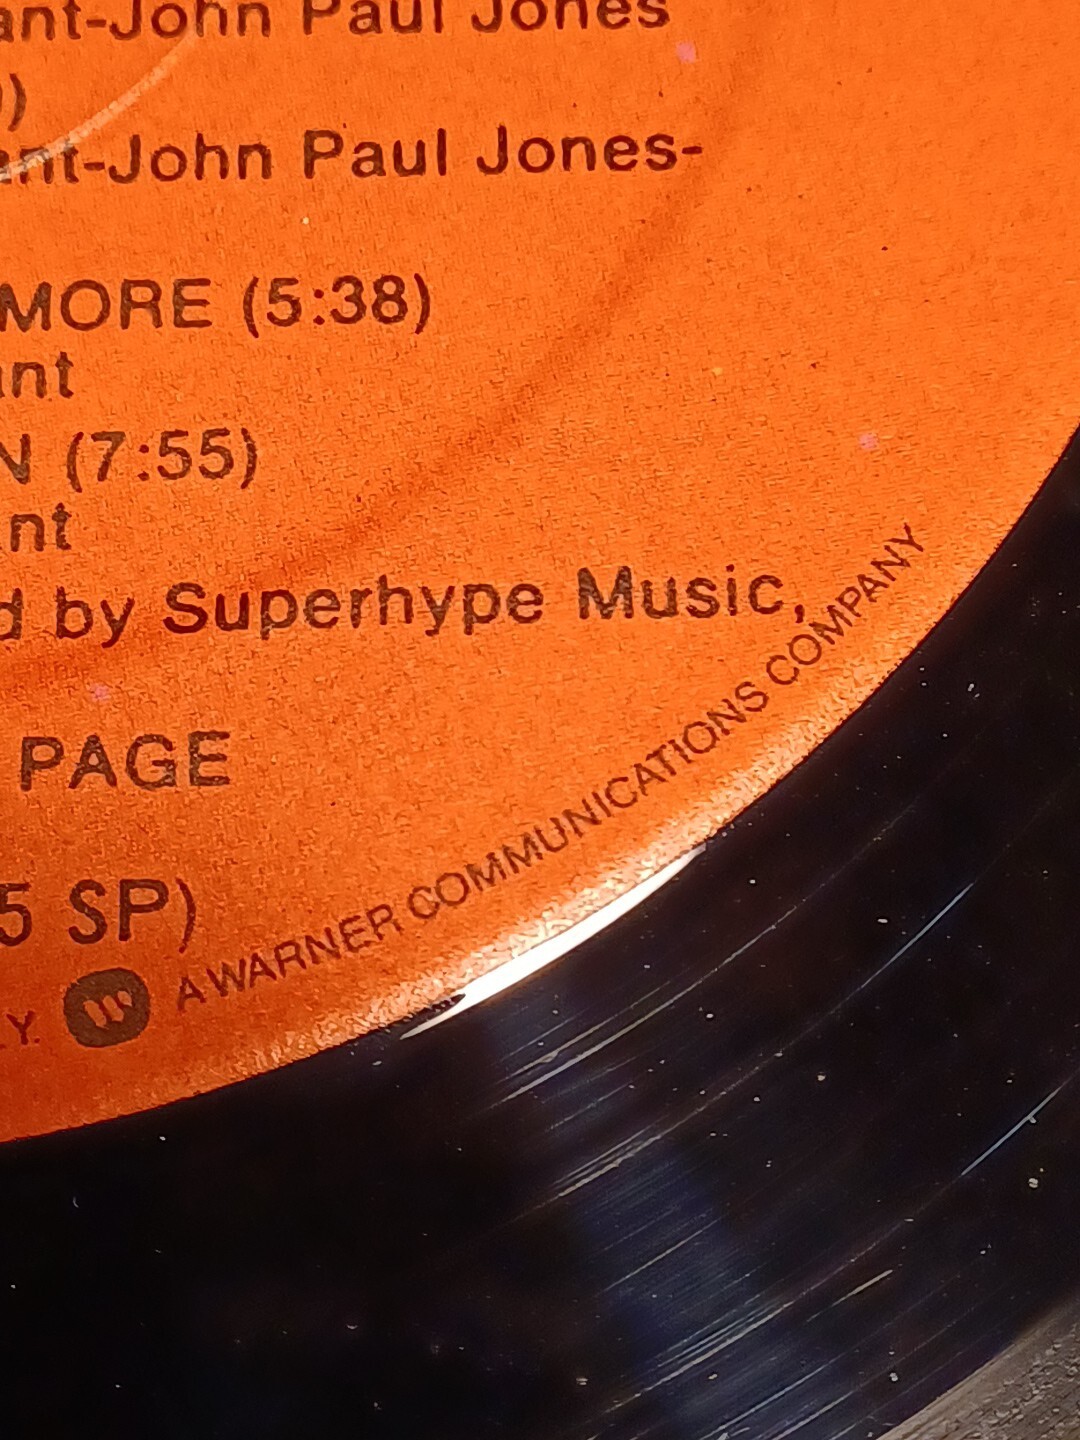 ant-John Paul Jones
)
ant-John Paul Jones-
MORE (5:38)
ant
N (7:55)
nt
d by Superhype Music,
PAGE
5 SP)
.Y. W A WARNER COMMUNICATIONS COMPANY